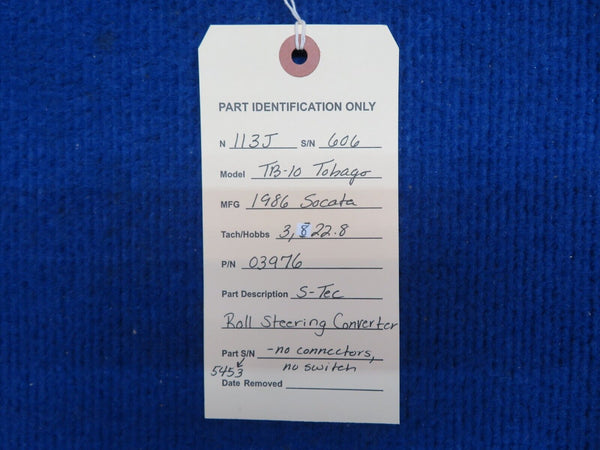 PART IDENTIFICATION ONLY
N 113J S/N 606
Model TB-10 Tobago
MFG 1986 Socata
Tach/Hobbs 3,822.8
P/N 03976
Part Description S-Tec
Roll Steering Converter
Part S/N -no connectors,
5453 no switch
Date Removed